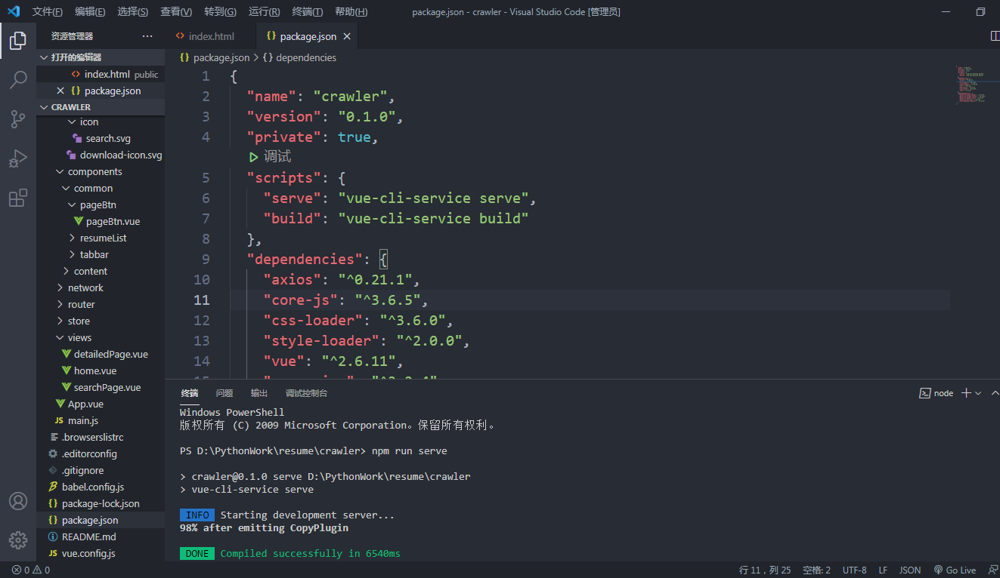 文件(F) 编辑(E) 选择(S) 查看(V) 转到(G) 运行(R) 终端(T) 帮助(H) package.json - crawler - Visual Studio Code [管理员]
资源管理器
打开的编辑器
index.html public
package.json
CRAWLER
icon
search.svg
download-icon.svg
components
common
pageBtn
pageBtn.vue
resumeList
tabbar
content
network
router
store
views
detailedPage.vue
home.vue
searchPage.vue
App.vue
JS main.js
.browserslistrc
.editorconfig
.gitignore
babel.config.js
{} package-lock.json
{} package.json
README.md
JS vue.config.js
index.html {} package.json
{} package.json > {} dependencies
1 {
2 "name": "crawler",
3 "version": "0.1.0",
4 "private": true,
调试
5 "scripts": {
6 "serve": "vue-cli-service serve",
7 "build": "vue-cli-service build"
8 },
9 "dependencies": {
10 "axios": "^0.21.1",
11 "core-js": "^3.6.5",
12 "css-loader": "^3.6.0",
13 "style-loader": "^2.0.0",
14 "vue": "^2.6.11",
终端 问题 输出 调试控制台 node
Windows PowerShell
版权所有 (C) 2009 Microsoft Corporation。保留所有权利。
PS D:\PythonWork\resume\crawler> npm run serve
> crawler@0.1.0 serve D:\PythonWork\resume\crawler
> vue-cli-service serve
INFO Starting development server...
98% after emitting CopyPlugin
DONE Compiled successfully in 6540ms
0 0 行 11，列 25 空格: 2 UTF-8 LF JSON Go Live